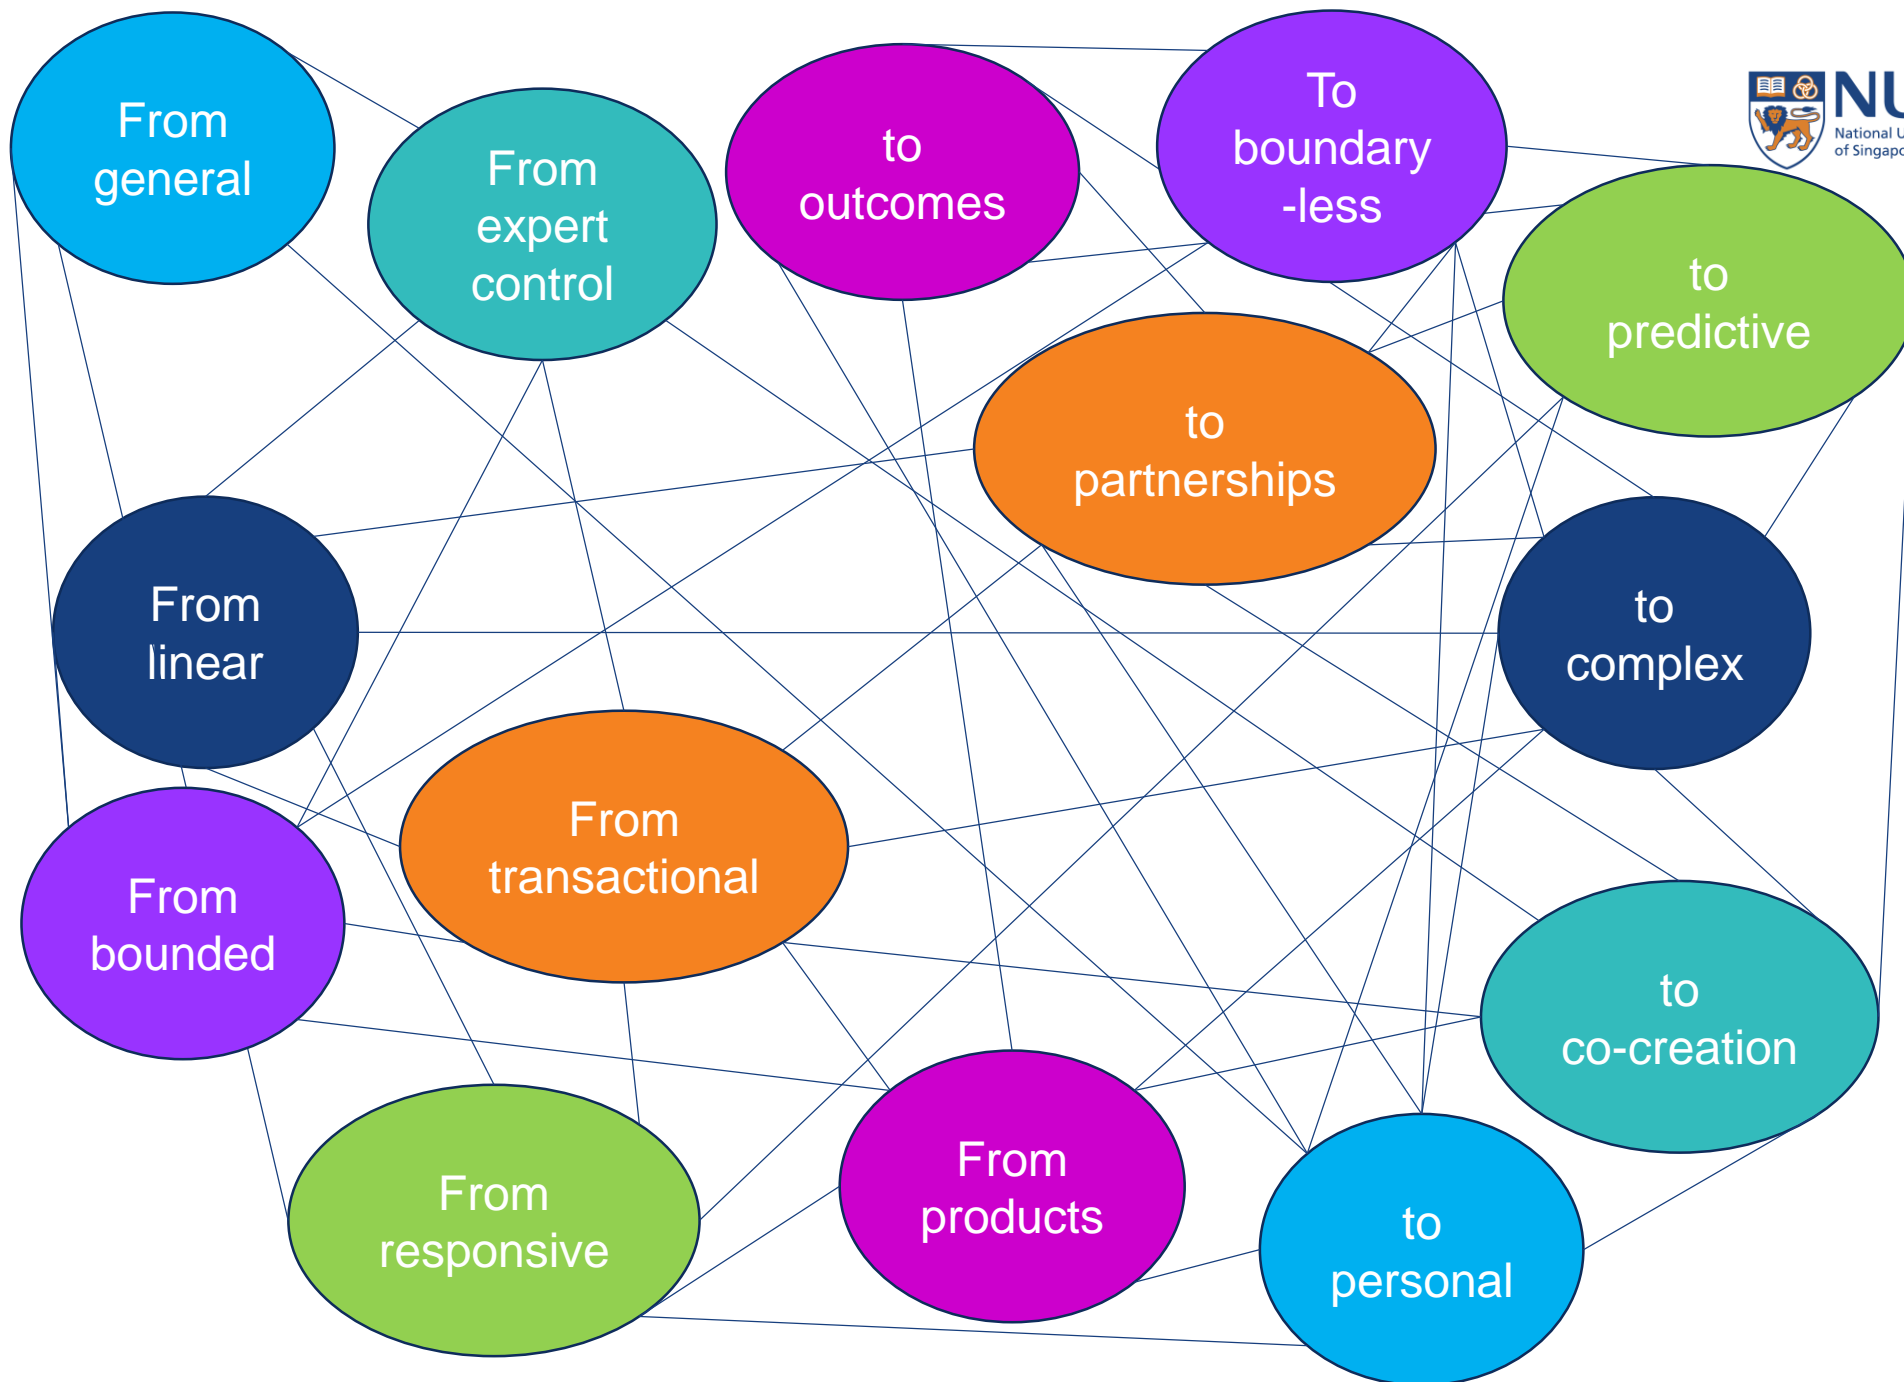 From
general
From
expert
control
to
outcomes
To
boundary
-less
NU
National U
of Singapo
to
predictive
to
partnerships
From
linear
to
complex
From
transactional
From
bounded
to
co-creation
From
responsive
From
products
to
personal